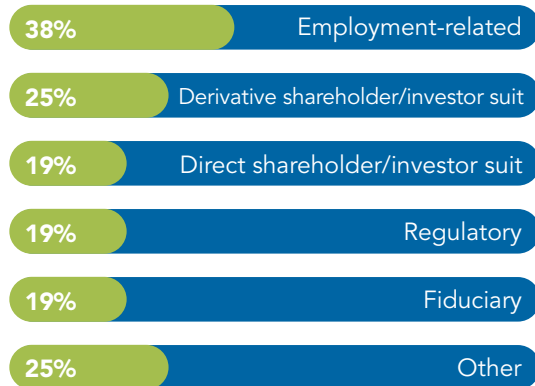 38% Employment-related
25% Derivative shareholder/investor suit
19% Direct shareholder/investor suit
19% Regulatory
19% Fiduciary
25% Other